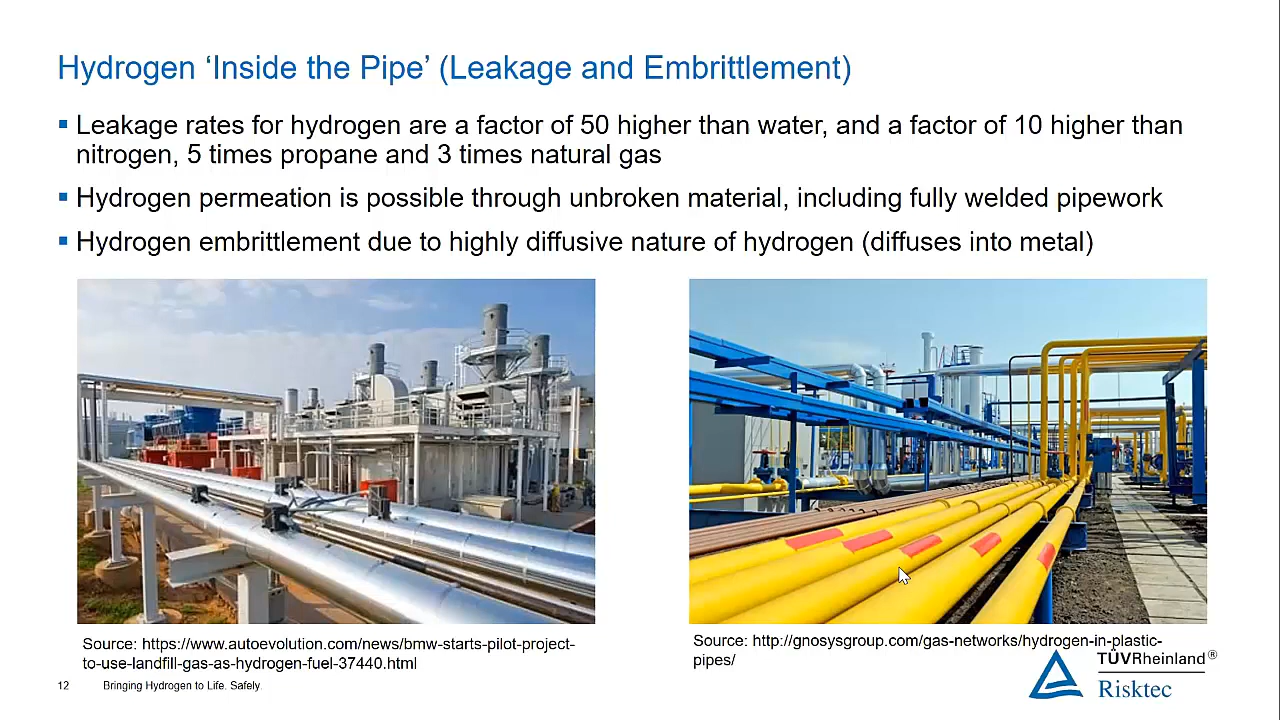 Hydrogen ‘Inside the Pipe’ (Leakage and Embrittlement)
▪ Leakage rates for hydrogen are a factor of 50 higher than water, and a factor of 10 higher than
nitrogen, 5 times propane and 3 times natural gas
▪ Hydrogen permeation is possible through unbroken material, including fully welded pipework
▪ Hydrogen embrittlement due to highly diffusive nature of hydrogen (diffuses into metal)
Source: https://www.autoevolution.com/news/bmw-starts-pilot-project-
to-use-landfill-gas-as-hydrogen-fuel-37440.html
Source: http://gnosysgroup.com/gas-networks/hydrogen-in-plastic-
pipes/
12 Bringing Hydrogen to Life. Safely.
TÜVRheinland®
Risktec